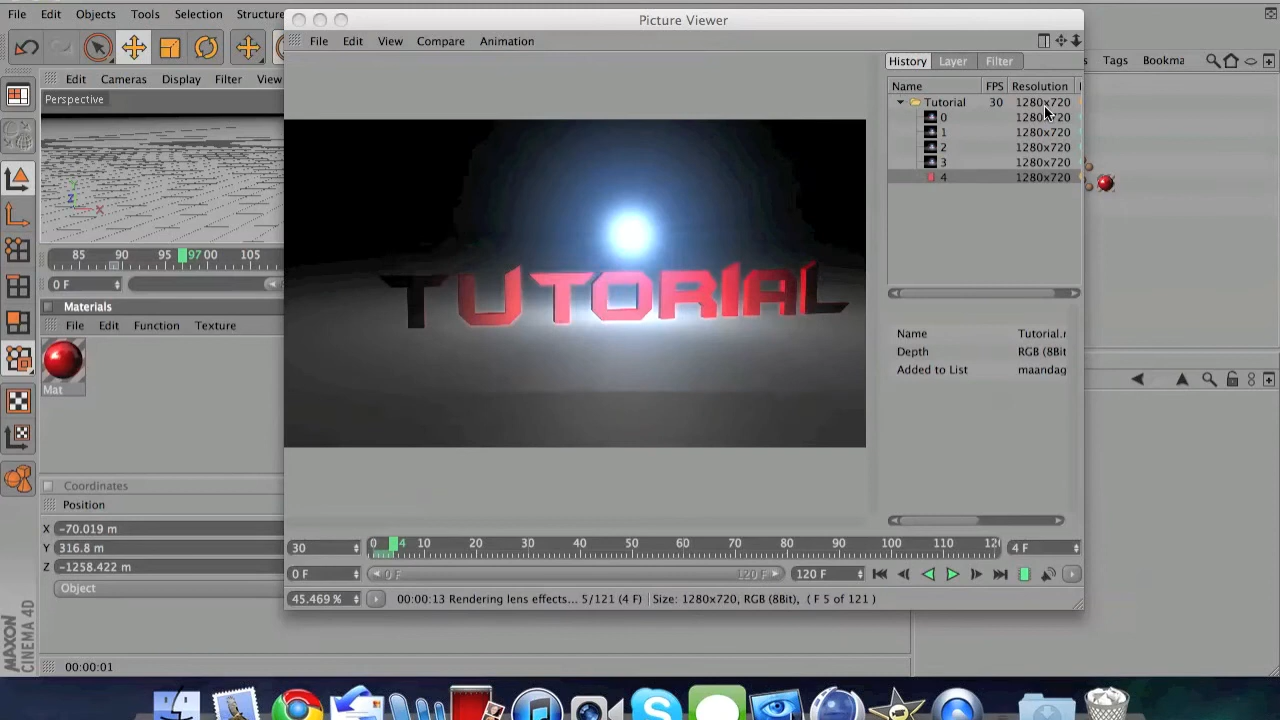 File Edit Objects Tools Selection Structure
Picture Viewer
File Edit View Compare Animation
Tags Bookma
Edit Cameras Display Filter View
Perspective
History Layer Filter
Name FPS Resolution
Tutorial 30 1280x720
0 1280x720
1 1280x720
2 1280x720
3 1280x720
4 1280x720
TUTORIAL
85 90 95 97 00 105
0 F
Materials
File Edit Function Texture
Mat
Name Tutorial.r
Depth RGB (8Bit
Added to List maandag
Coordinates
Position
X -70.019 m
Y 316.8 m
Z -1258.422 m
Object
30 0 4 10 20 30 40 50 60 70 80 90 100 110 12 4 F
0 F 0 F 120 F 120 F
45.469 % 00:00:13 Rendering lens effects... 5/121 (4 F) Size: 1280x720, RGB (8Bit), ( F 5 of 121 )
MAXON
CINEMA 4D
00:00:01